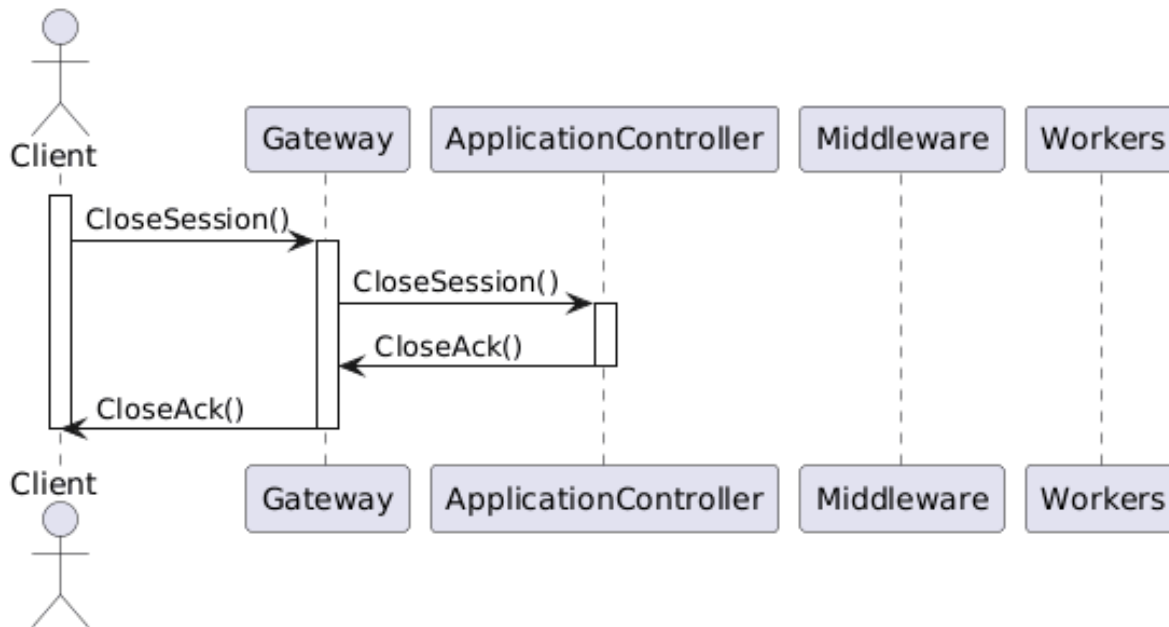 Client
Gateway
ApplicationController
Middleware
Workers
CloseSession()
CloseSession()
CloseAck()
CloseAck()
Client
Gateway
ApplicationController
Middleware
Workers